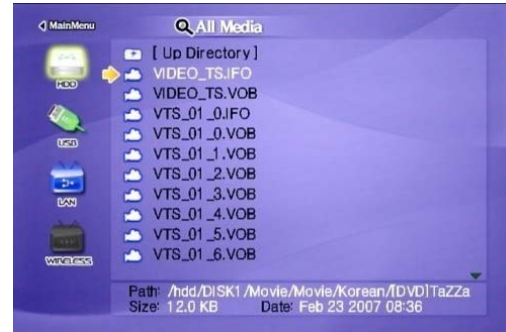 MainMenu
All Media
[ Up Directory ]
VIDEO_TS.IFO
VIDEO_TS.VOB
VTS_01_0.IFO
VTS_01_0.VOB
VTS_01_1.VOB
VTS_01_2.VOB
VTS_01_3.VOB
VTS_01_4.VOB
VTS_01_5.VOB
VTS_01_6.VOB
HDD
USB
LAN
WIRELESS
Path: /hdd/DISK1/Movie/Movie/Korean/[DVD]TaZZa
Size: 12.0 KB Date: Feb 23 2007 08:36